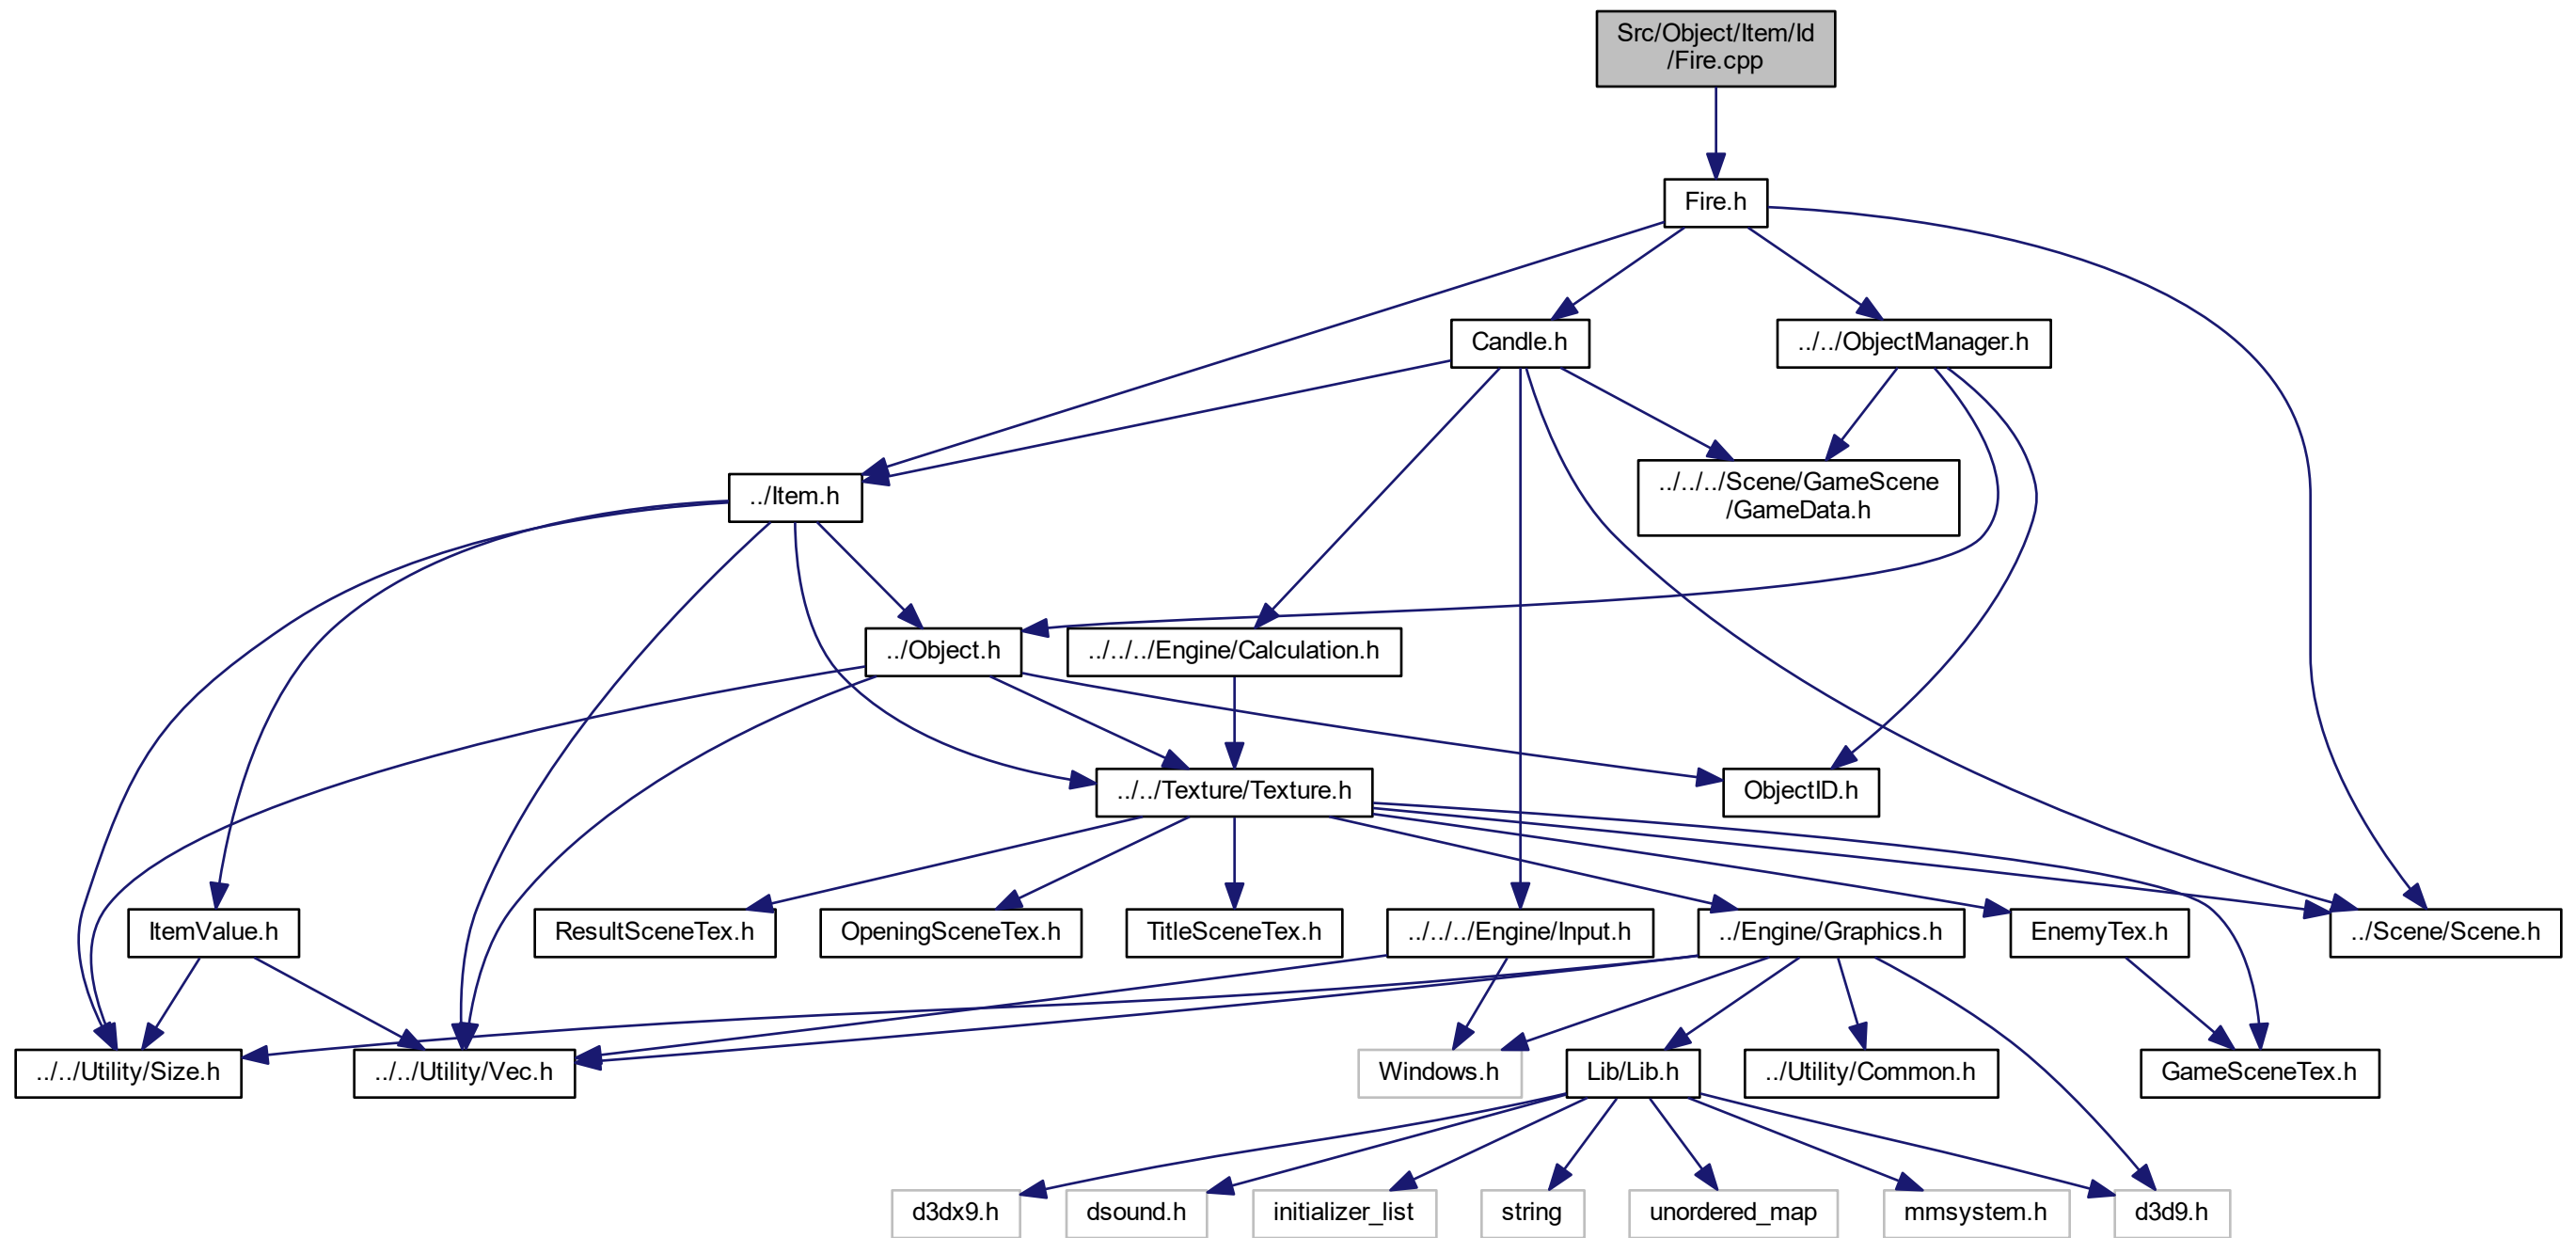 Src/Object/Item/Id
/Fire.cpp
Fire.h
Candle.h
../../ObjectManager.h
../Item.h
../../../Scene/GameScene
/GameData.h
../Object.h
../../../Engine/Calculation.h
../../Texture/Texture.h
ObjectID.h
ItemValue.h
ResultSceneTex.h
OpeningSceneTex.h
TitleSceneTex.h
../../../Engine/Input.h
../Engine/Graphics.h
EnemyTex.h
../Scene/Scene.h
../../Utility/Size.h
../../Utility/Vec.h
Windows.h
Lib/Lib.h
../Utility/Common.h
GameSceneTex.h
d3dx9.h
dsound.h
initializer_list
string
unordered_map
mmsystem.h
d3d9.h